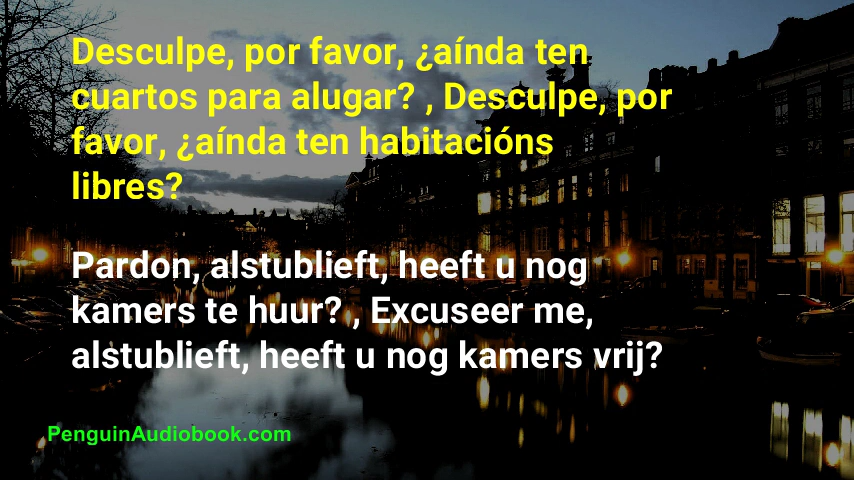 Desculpe, por favor, ¿aínda ten
cuartos para alugar? , Desculpe, por
favor, ¿aínda ten habitacións
libres?
Pardon, alstublieft, heeft u nog
kamers te huur? , Excuseer me,
alstublieft, heeft u nog kamers vrij?
PenguinAudiobook.com